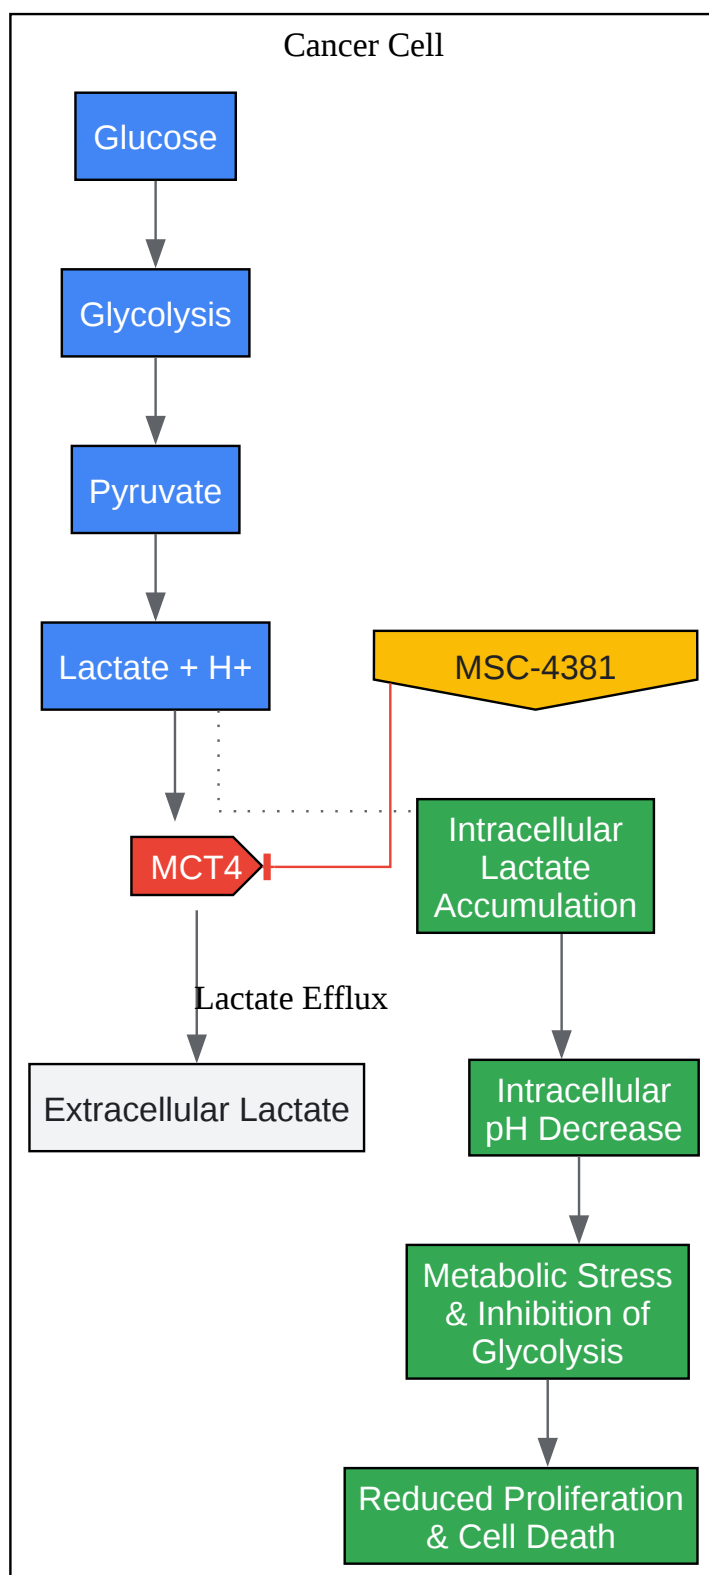 Cancer Cell
Glucose
Glycolysis
Pyruvate
Lactate + H+
MSC-4381
Intracellular
Lactate
Accumulation
MCT4
Lactate Efflux
Extracellular Lactate
Intracellular
pH Decrease
Metabolic Stress
& Inhibition of
Glycolysis
Reduced Proliferation
& Cell Death